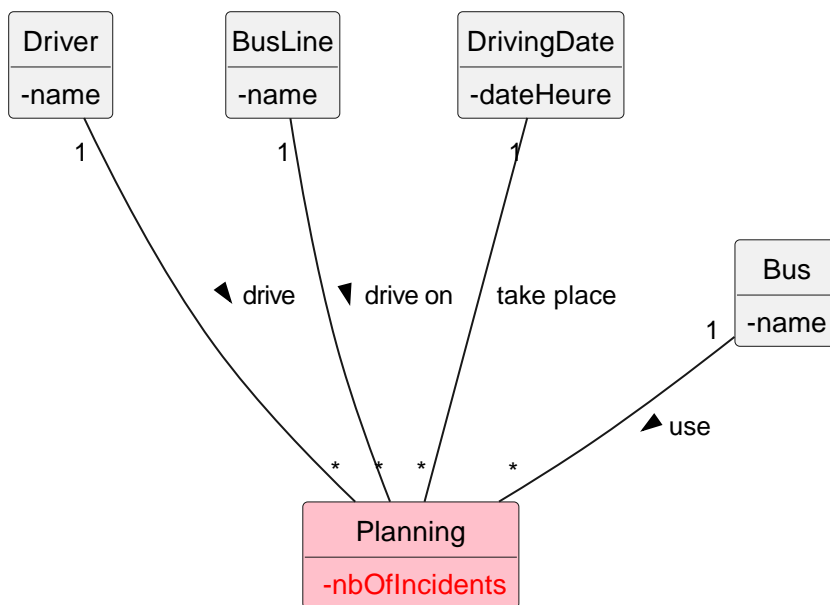 Driver
-name
BusLine
-name
DrivingDate
-dateHeure
1
1
1
Bus
-name
drive
drive on
take place
1
use
*
*
*
*
Planning
-nbOfIncidents